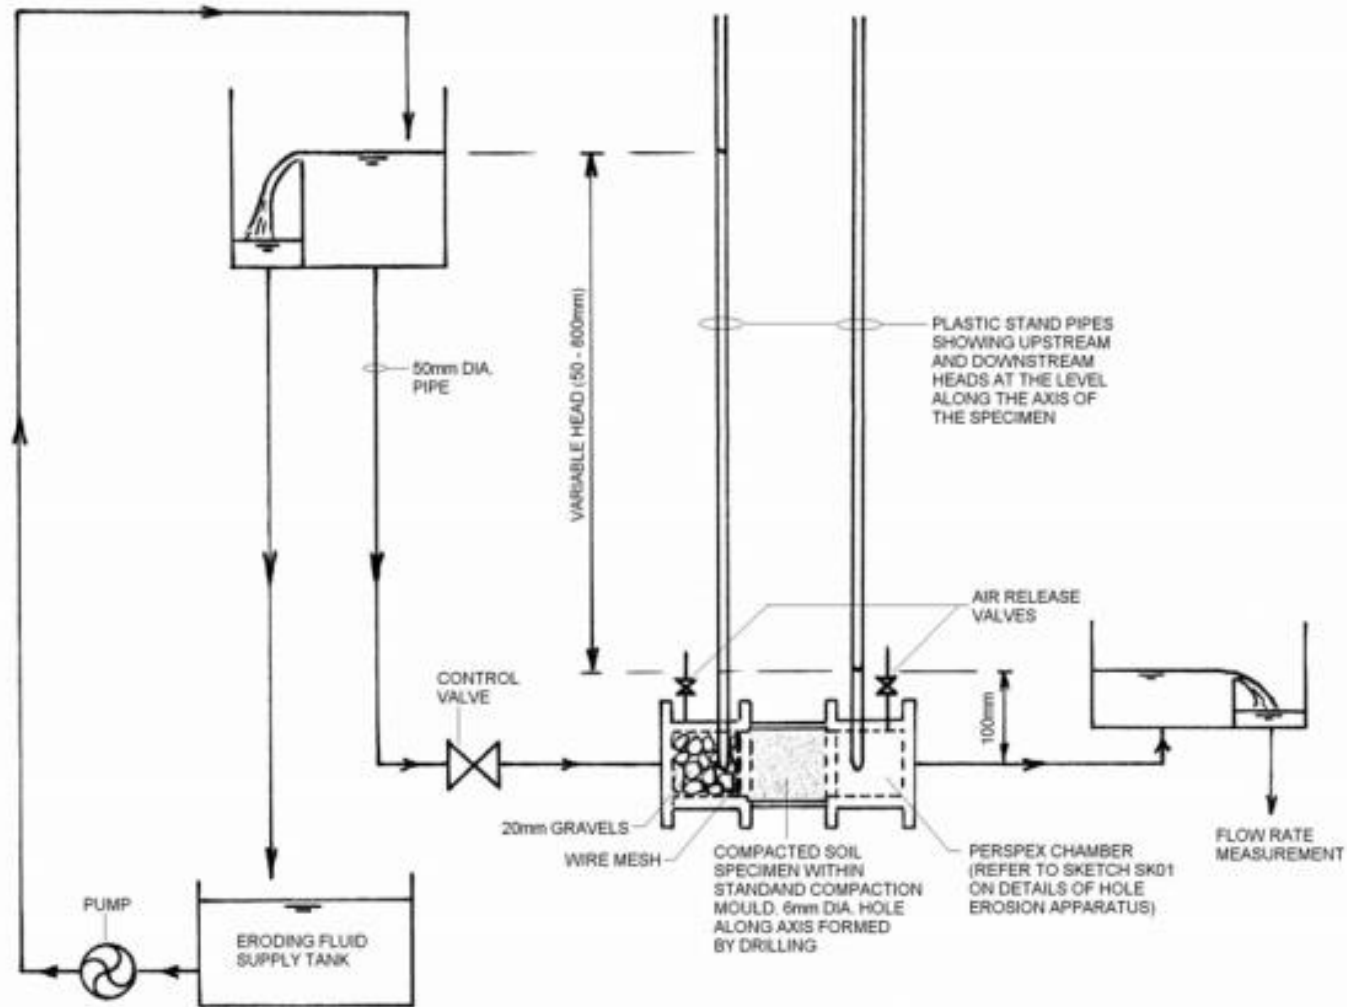 50mm DIA.
PIPE
VARIABLE HEAD (50 - 800mm)
PLASTIC STAND PIPES
SHOWING UPSTREAM
AND DOWNSTREAM
HEADS AT THE LEVEL
ALONG THE AXIS OF
THE SPECIMEN
AIR RELEASE
VALVES
CONTROL
VALVE
100mm
20mm GRAVELS
WIRE MESH
COMPACTED SOIL
SPECIMEN WITHIN
STANDAND COMPACTION
MOULD. 6mm DIA. HOLE
ALONG AXIS FORMED
BY DRILLING
PERSPEX CHAMBER
(REFER TO SKETCH SK01
ON DETAILS OF HOLE
EROSION APPARATUS)
FLOW RATE
MEASUREMENT
PUMP
ERODING FLUID
SUPPLY TANK